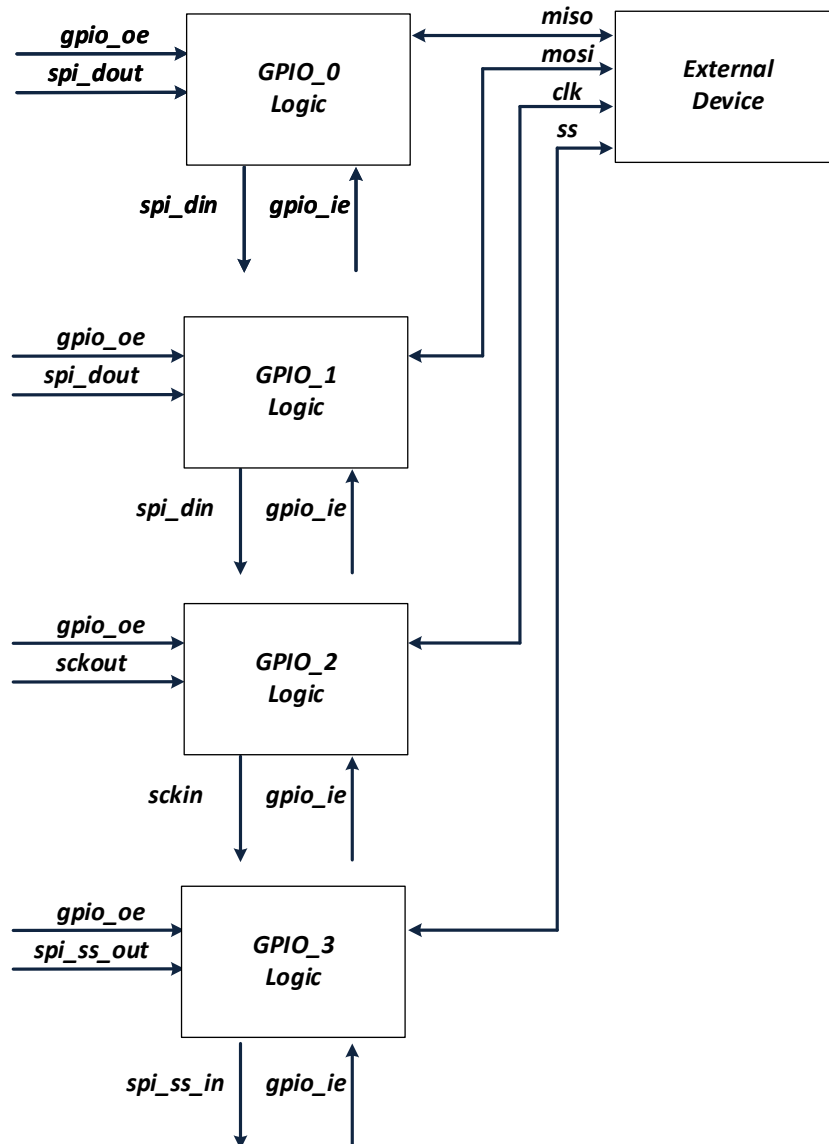 gpio_oe
spi_dout
GPIO_0
Logic
miso
mosi
clk
ss
External
Device
spi_din
gpio_ie
gpio_oe
spi_dout
GPIO_1
Logic
spi_din
gpio_ie
gpio_oe
sckout
GPIO_2
Logic
sckin
gpio_ie
gpio_oe
spi_ss_out
GPIO_3
Logic
spi_ss_in
gpio_ie